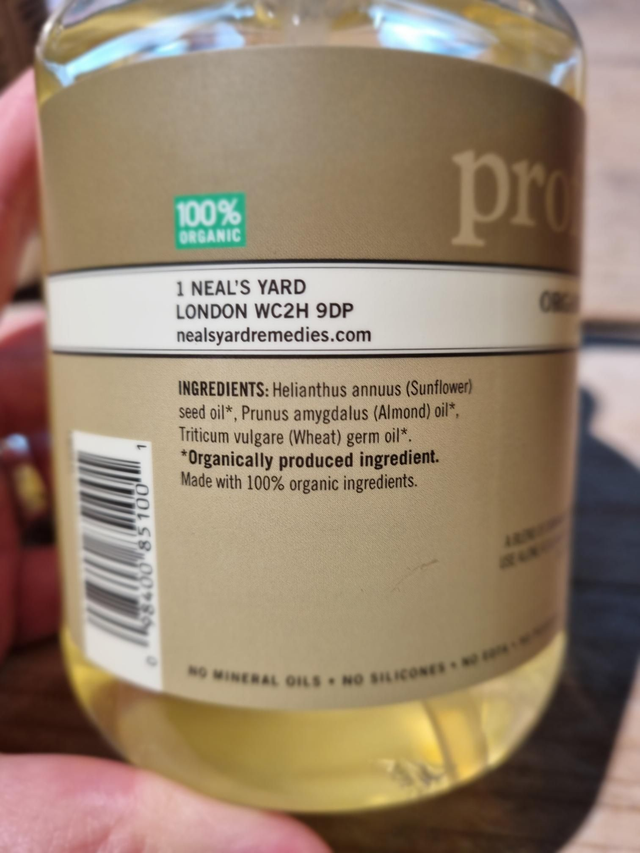 100%
ORGANIC
1 NEAL'S YARD
LONDON WC2H 9DP
nealsyardremedies.com
INGREDIENTS: Helianthus annuus (Sunflower)
seed oil*, Prunus amygdalus (Almond) oil*,
Triticum vulgare (Wheat) germ oil*.
*Organically produced ingredient.
Made with 100% organic ingredients.
NO MINERAL OILS • NO SILICONES •